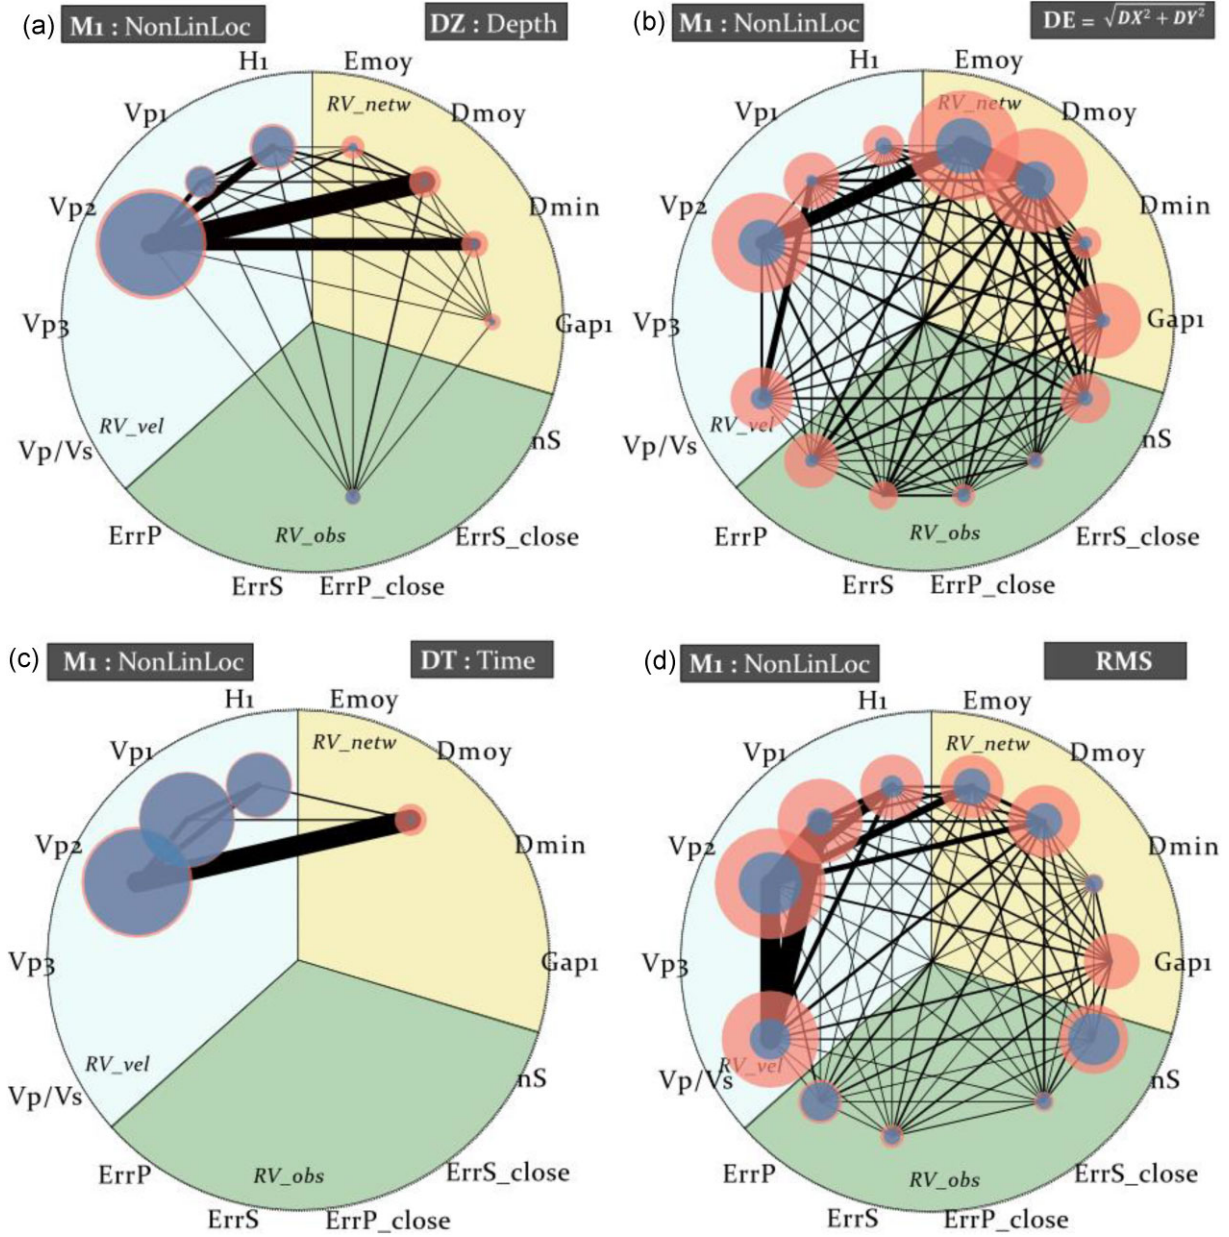 (a)
M1 : NonLinLoc
DZ : Depth
H1
Emoy
RV_netw
Vp1
Dmoy
Vp2
Dmin
Vp3
Gap1
RV_vel
Vp/Vs
nS
ErrP
RV_obs
ErrS_close
ErrS
ErrP_close
(b)
M1 : NonLinLoc
DE = √DX² + DY²
H1
Emoy
RV_netw
Vp1
Dmoy
Vp2
Dmin
Vp3
Gap1
RV_vel
Vp/Vs
nS
ErrP
RV_obs
ErrS_close
ErrS
ErrP_close
(c)
M1 : NonLinLoc
DT : Time
H1
Emoy
RV_netw
Vp1
Dmoy
Vp2
Dmin
Vp3
Gap1
RV_vel
Vp/Vs
nS
ErrP
RV_obs
ErrS_close
ErrS
ErrP_close
(d)
M1 : NonLinLoc
RMS
H1
Emoy
RV_netw
Vp1
Dmoy
Vp2
Dmin
Vp3
Gap1
RV_vel
Vp/Vs
nS
ErrP
RV_obs
ErrS_close
ErrS
ErrP_close